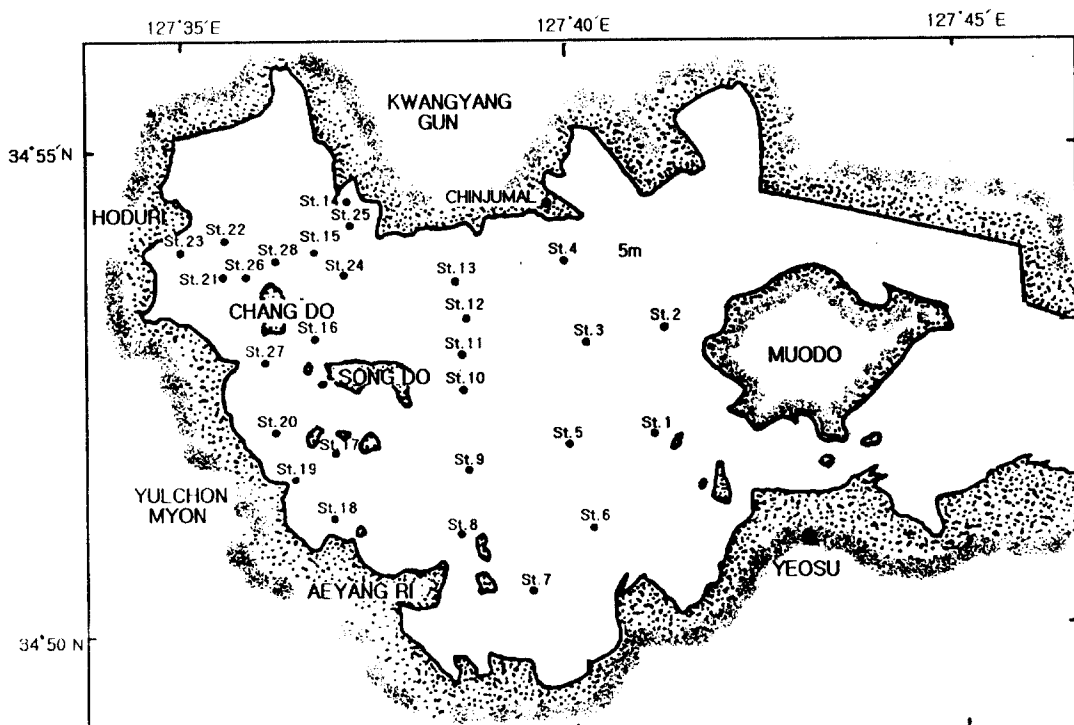 127°35'E
127°40'E
127°45'E
KWANGYANG
GUN
34°55'N
CHINJUMAL
St.14
St.25
HODURI
St.22
St.23
St.15
St.28
St.4
5m
St.21
St.26
St.24
St.13
CHANG DO
St.12
St.2
St.16
St.3
St.11
MUODO
St.27
SONG DO
St.10
St.20
St.17
St.5
St.1
St.9
St.19
YULCHON
MYON
St.18
St.8
St.6
AEYANG RI
St.7
YEOSU
34°50 N